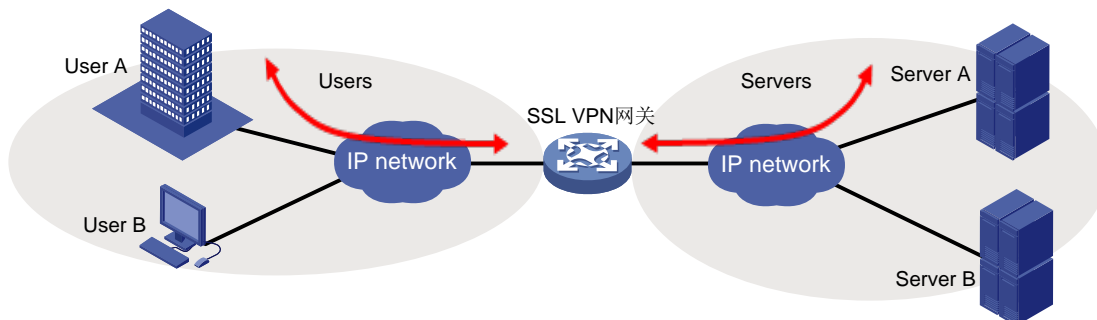 User A
Users
Servers
Server A
SSL VPN网关
IP network
IP network
User B
Server B